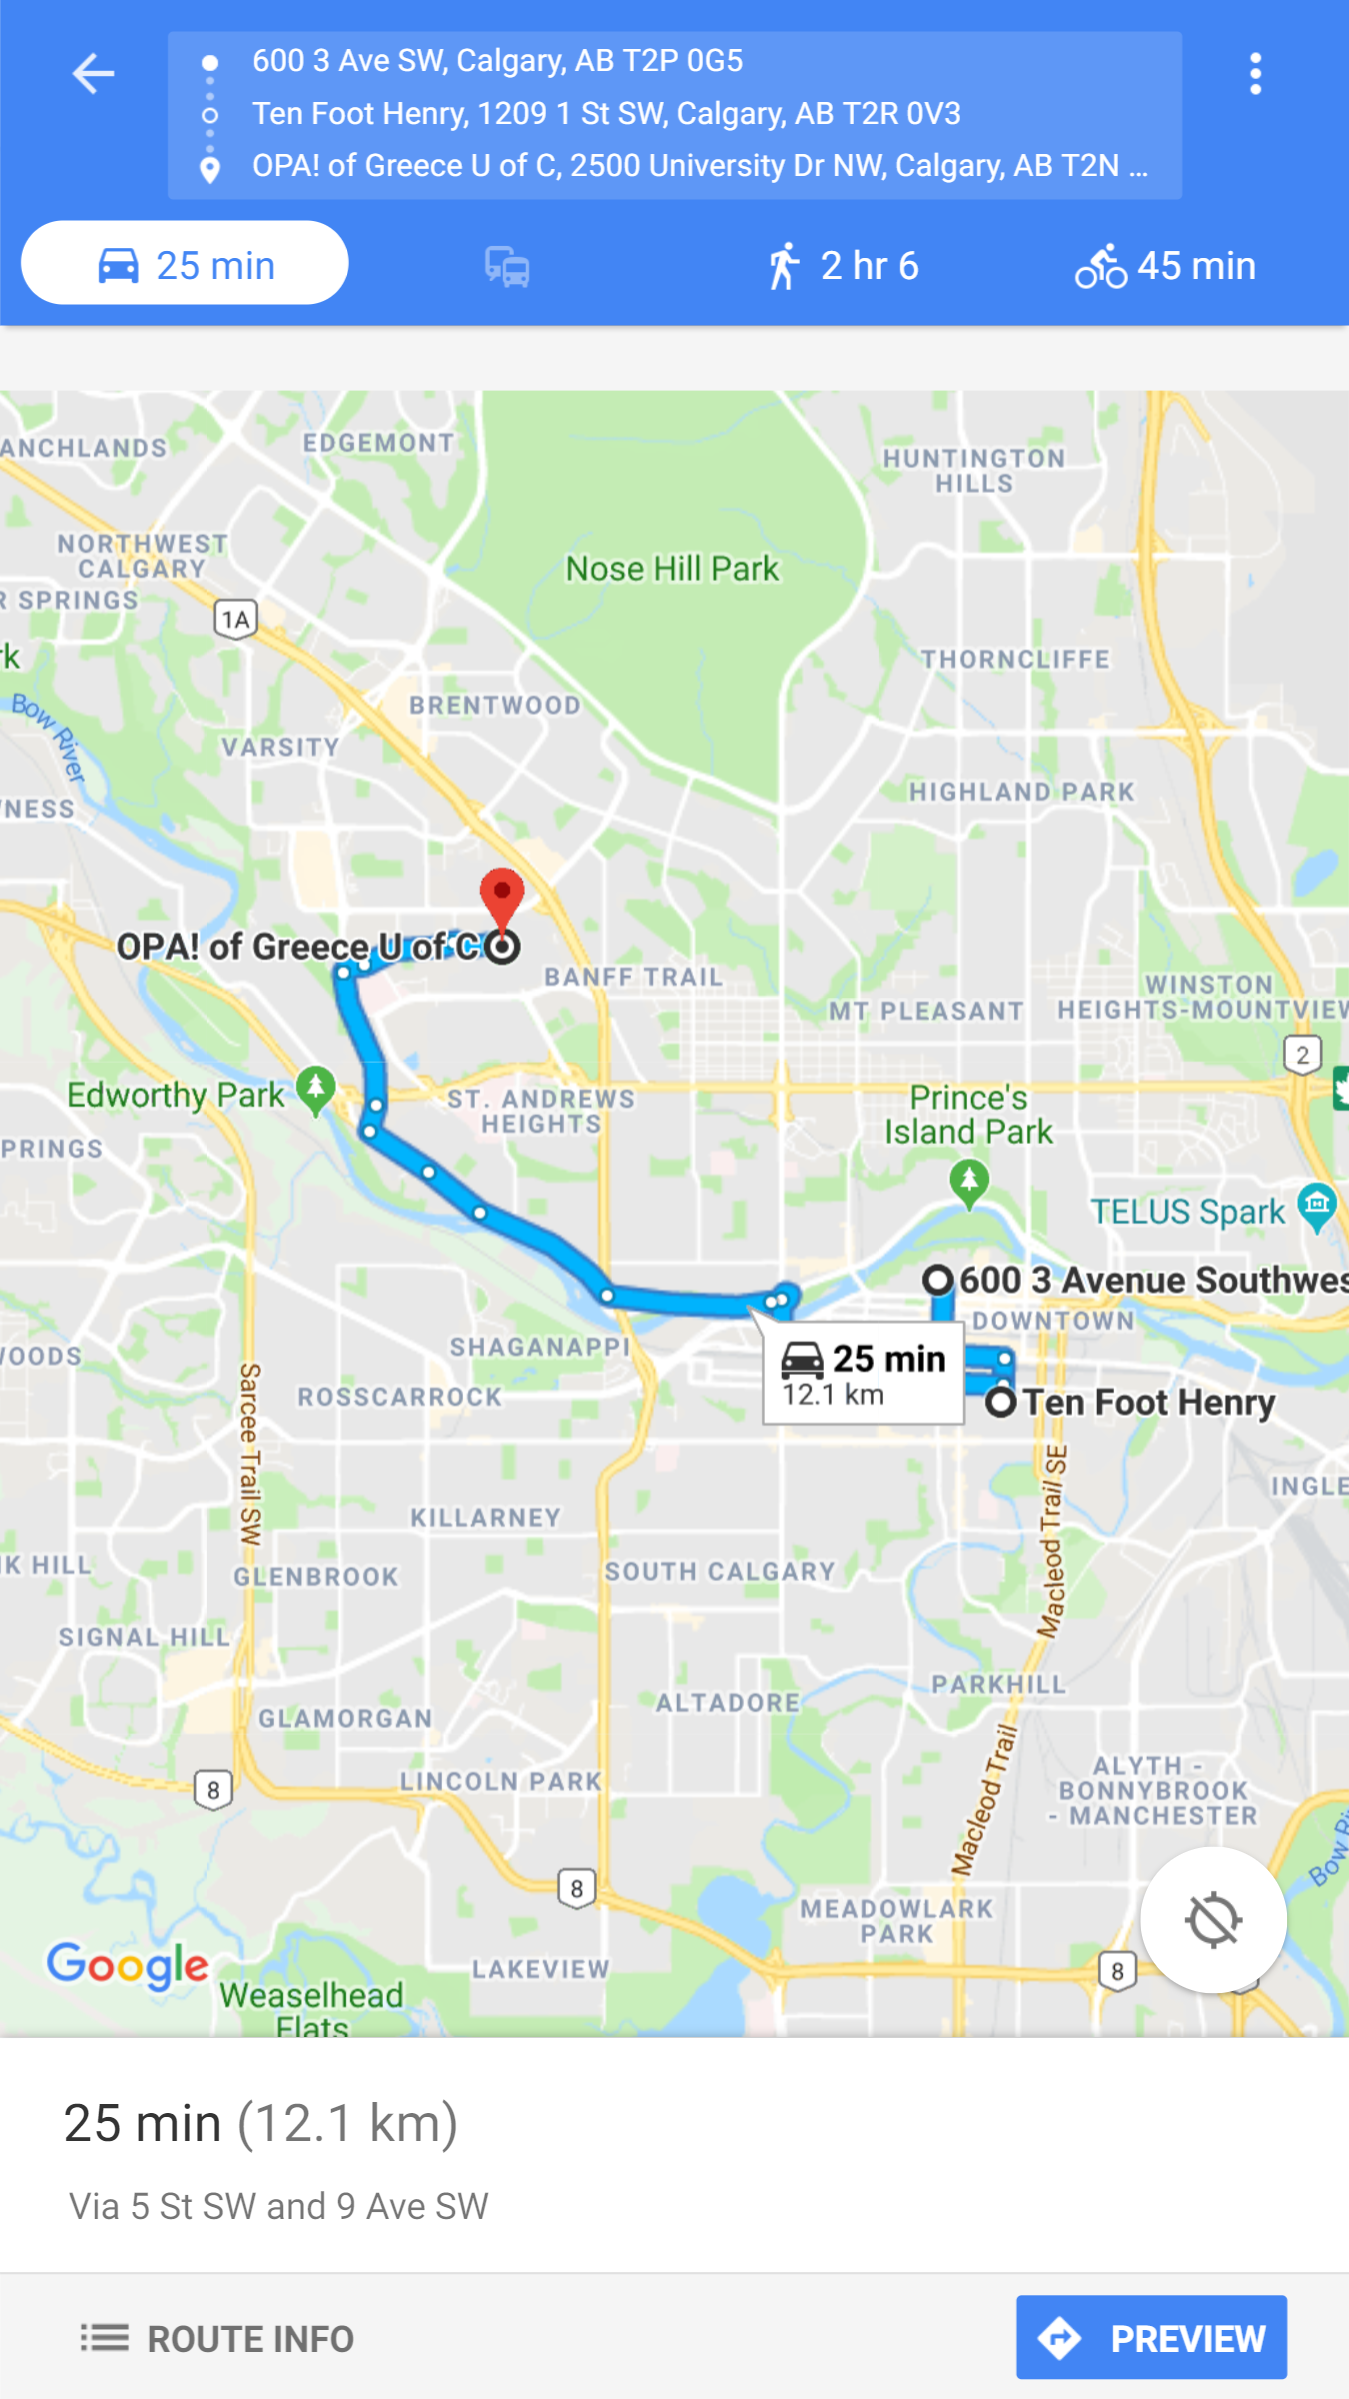 600 3 Ave SW, Calgary, AB T2P 0G5
Ten Foot Henry, 1209 1 St SW, Calgary, AB T2R 0V3
OPA! of Greece U of C, 2500 University Dr NW, Calgary, AB T2N ...
25 min
2 hr 6
45 min
ANCHLANDS
EDGEMONT
HUNTINGTON
HILLS
NORTHWEST
CALGARY
R SPRINGS
1A
Nose Hill Park
rk
THORNCLIFFE
Bow River
BRENTWOOD
VARSITY
HIGHLAND PARK
NESS
OPA! of Greece U of C
BANFF TRAIL
MT PLEASANT
WINSTON
HEIGHTS-MOUNTVIEW
2
Edworthy Park
ST. ANDREWS
HEIGHTS
Prince's
Island Park
PRINGS
TELUS Spark
600 3 Avenue Southwes
DOWNTOWN
SHAGANAPPI
25 min
12.1 km
OODS
ROSSCARROCK
Ten Foot Henry
Sarcee Trail SW
Macleod Trail SE
INGLE
KILLARNEY
K HILL
GLENBROOK
SOUTH CALGARY
SIGNAL HILL
PARKHILL
ALTADORE
GLAMORGAN
Macleod Trail
ALYTH -
BONNYBROOK
- MANCHESTER
LINCOLN PARK
8
Bow Ri
8
MEADOWLARK
PARK
8
Google
LAKEVIEW
Weaselhead
Flats
25 min (12.1 km)
Via 5 St SW and 9 Ave SW
ROUTE INFO
PREVIEW